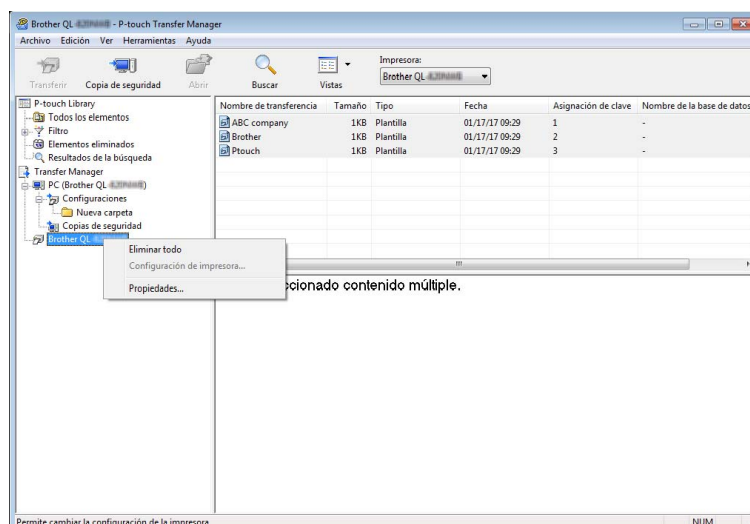 Brother QL - P-touch Transfer Manager
Archivo Edición Ver Herramientas Ayuda
Transferir Copia de seguridad Abrir Buscar Vistas
Impresora:
Brother QL
P-touch Library
Todos los elementos
Filtro
Elementos eliminados
Resultados de la búsqueda
Transfer Manager
PC (Brother QL )
Configuraciones
Nueva carpeta
Copias de seguridad
Brother QL
Eliminar todo
Configuración de impresora...
Propiedades...
Nombre de transferencia Tamaño Tipo Fecha Asignación de clave Nombre de la base de datos
ABC company 1KB Plantilla 01/17/17 09:29 1 -
Brother 1KB Plantilla 01/17/17 09:29 2 -
Ptouch 1KB Plantilla 01/17/17 09:29 3 -
ccionado contenido múltiple.
Permite cambiar la configuración de la impresora
NUM